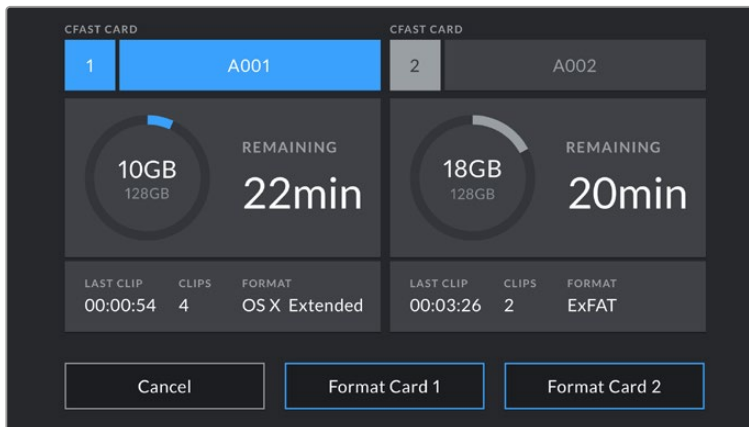 CFAST CARD
1 A001
10GB
128GB
REMAINING
22min
LAST CLIP CLIPS FORMAT
00:00:54 4 OS X Extended
CFAST CARD
2 A002
18GB
128GB
REMAINING
20min
LAST CLIP CLIPS FORMAT
00:03:26 2 ExFAT
Cancel
Format Card 1
Format Card 2